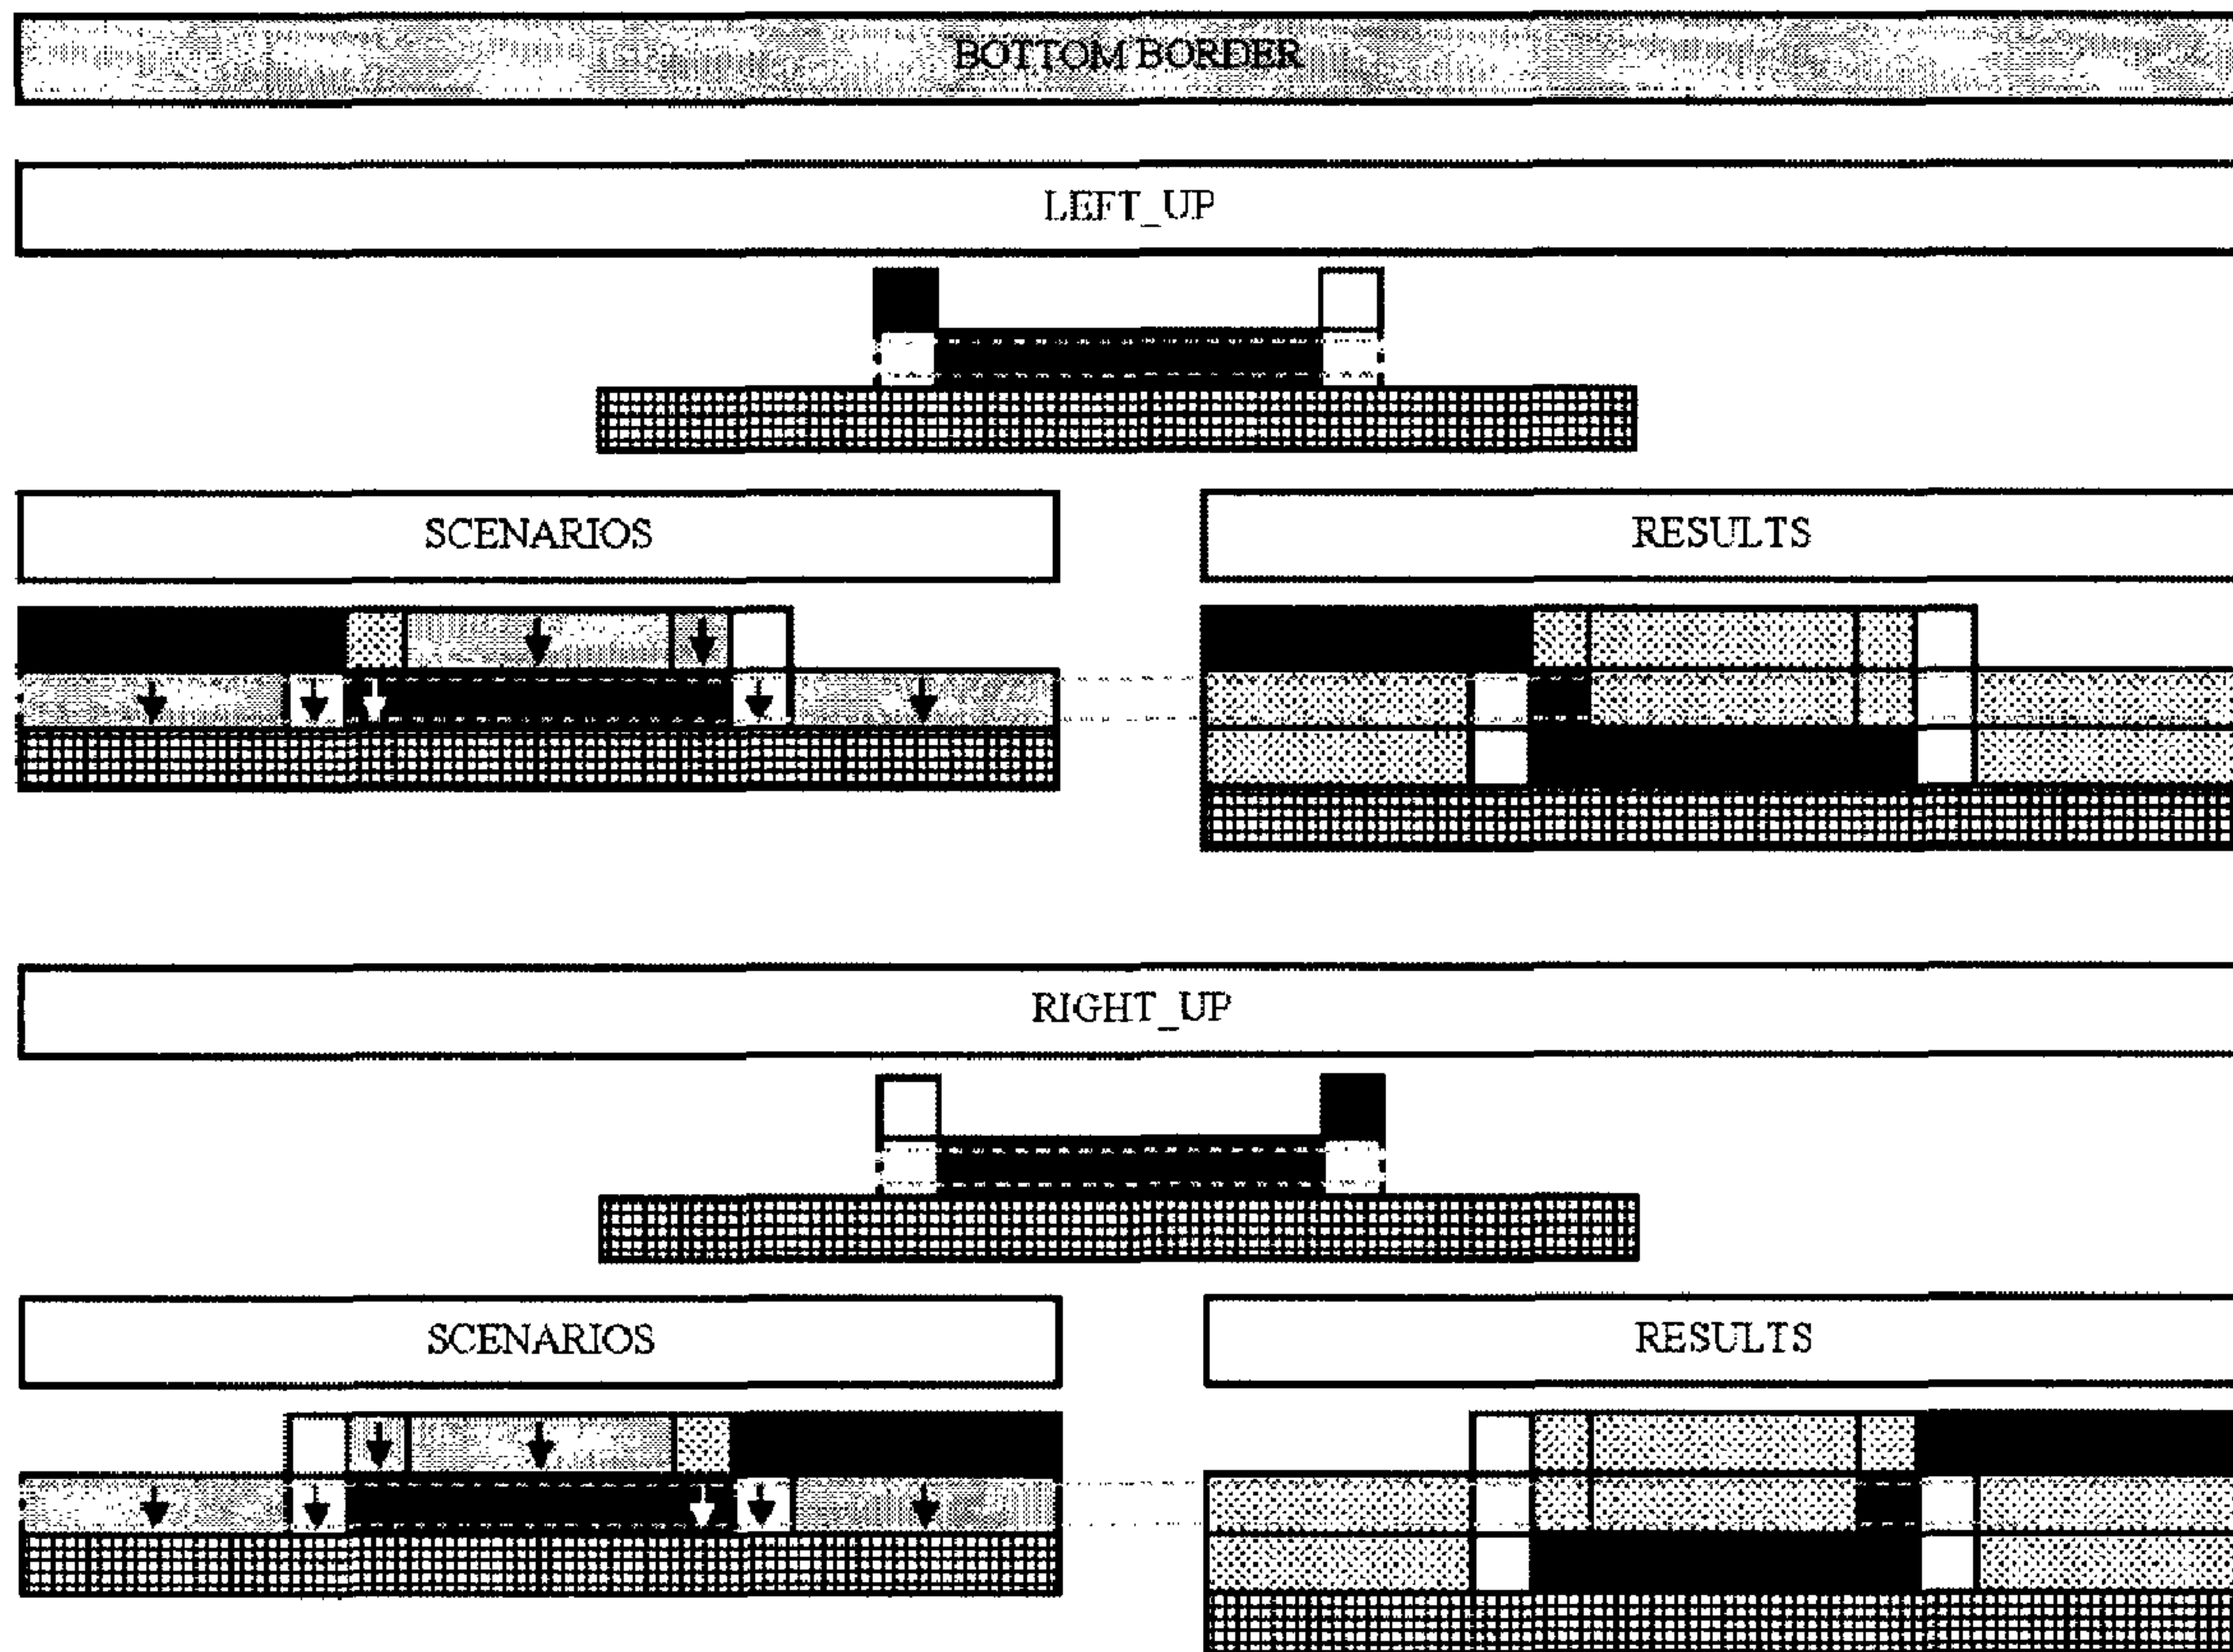 BOTTOM BORDER
LEFT_UP
SCENARIOS
RESULTS
RIGHT_UP
SCENARIOS
RESULTS